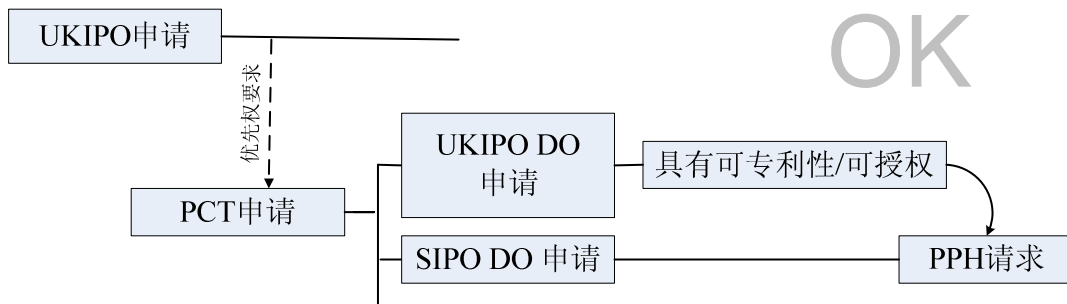 UKIPO申请
OK
优先权要求
UKIPO DO
申请
具有可专利性/可授权
PCT申请
SIPO DO 申请
PPH请求